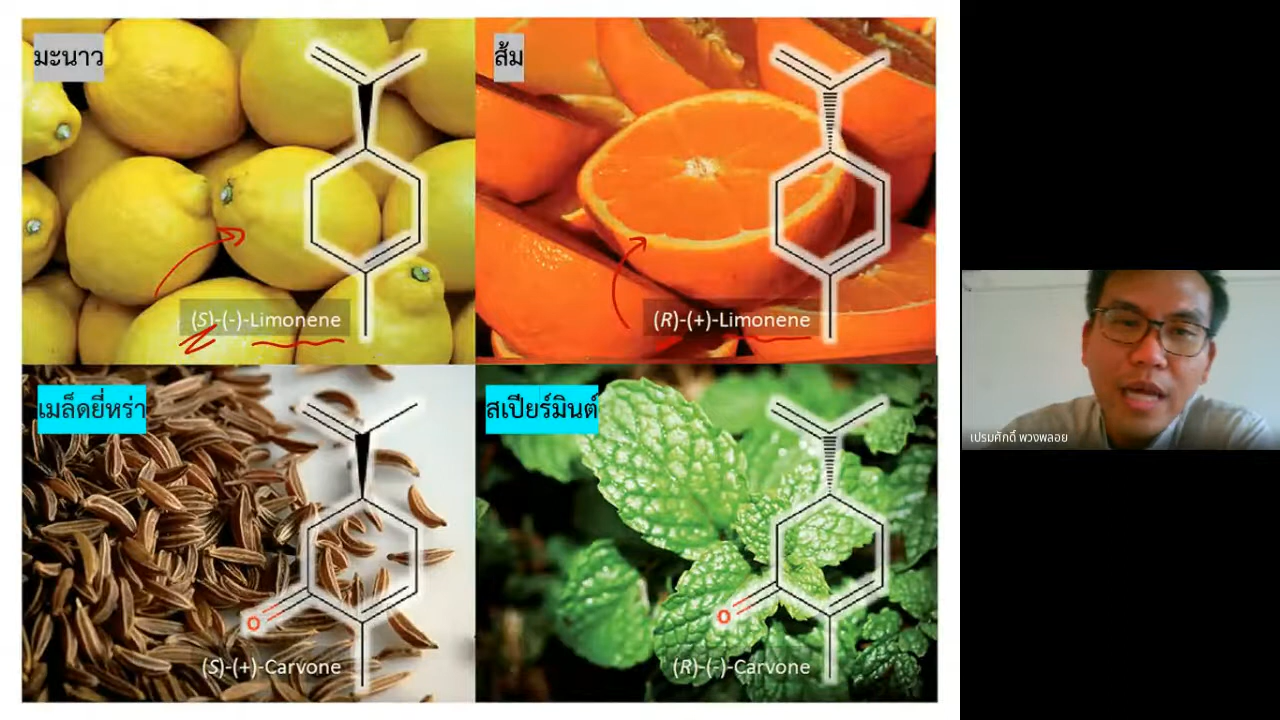 มะนาว
ส้ม
(S)-(-)-Limonene
(R)-(+)-Limonene
เมล็ดยี่หร่า
สเปียร์มินต์
O
O
(S)-(+)-Carvone
(R)-(-)-Carvone
เปรมศักดิ์ พวงพลอย